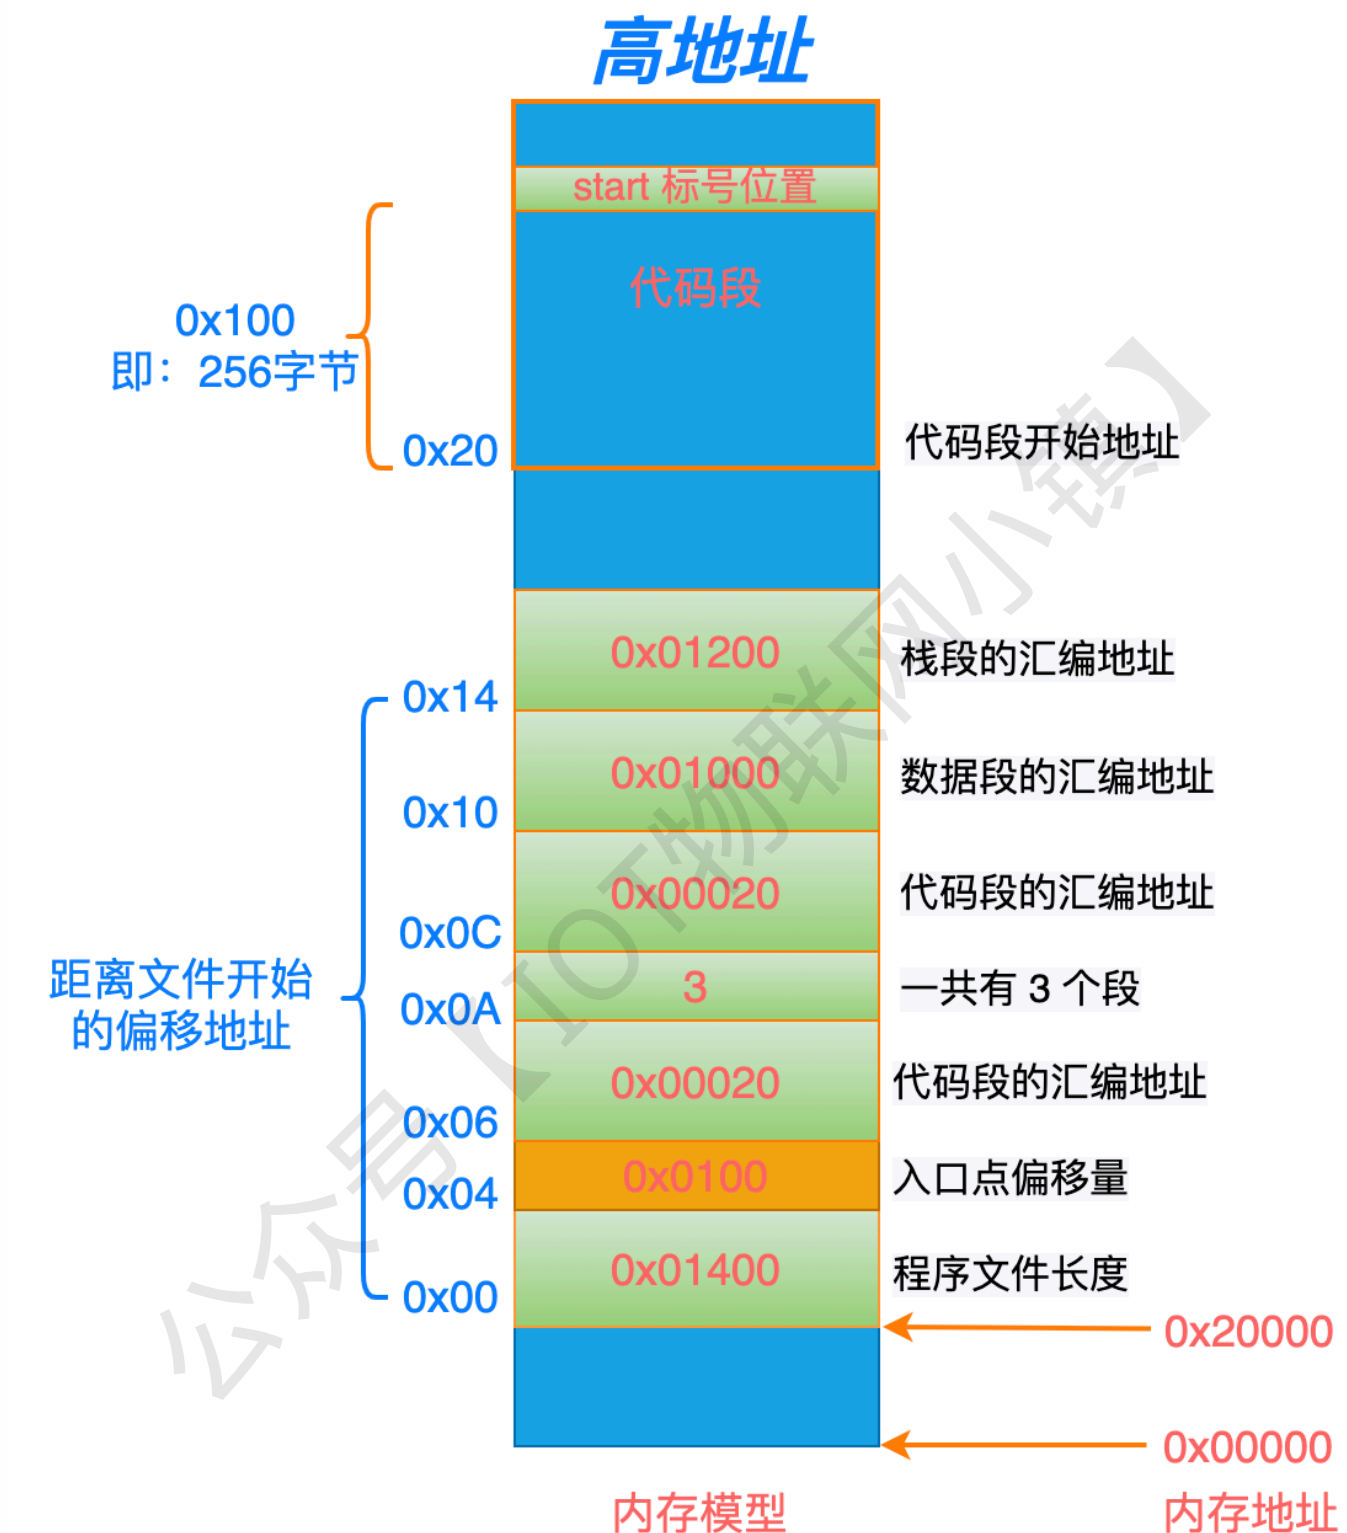 高地址
start 标号位置
代码段
0x100
即：256字节
0x20
代码段开始地址
0x01200
栈段的汇编地址
0x14
0x01000
数据段的汇编地址
0x10
0x00020
代码段的汇编地址
0x0C
3
一共有 3 个段
距离文件开始
的偏移地址
0x0A
0x00020
代码段的汇编地址
0x06
0x0100
入口点偏移量
0x04
0x01400
程序文件长度
0x00
0x20000
0x00000
内存模型
内存地址
公众号【IOT物联网小镇】